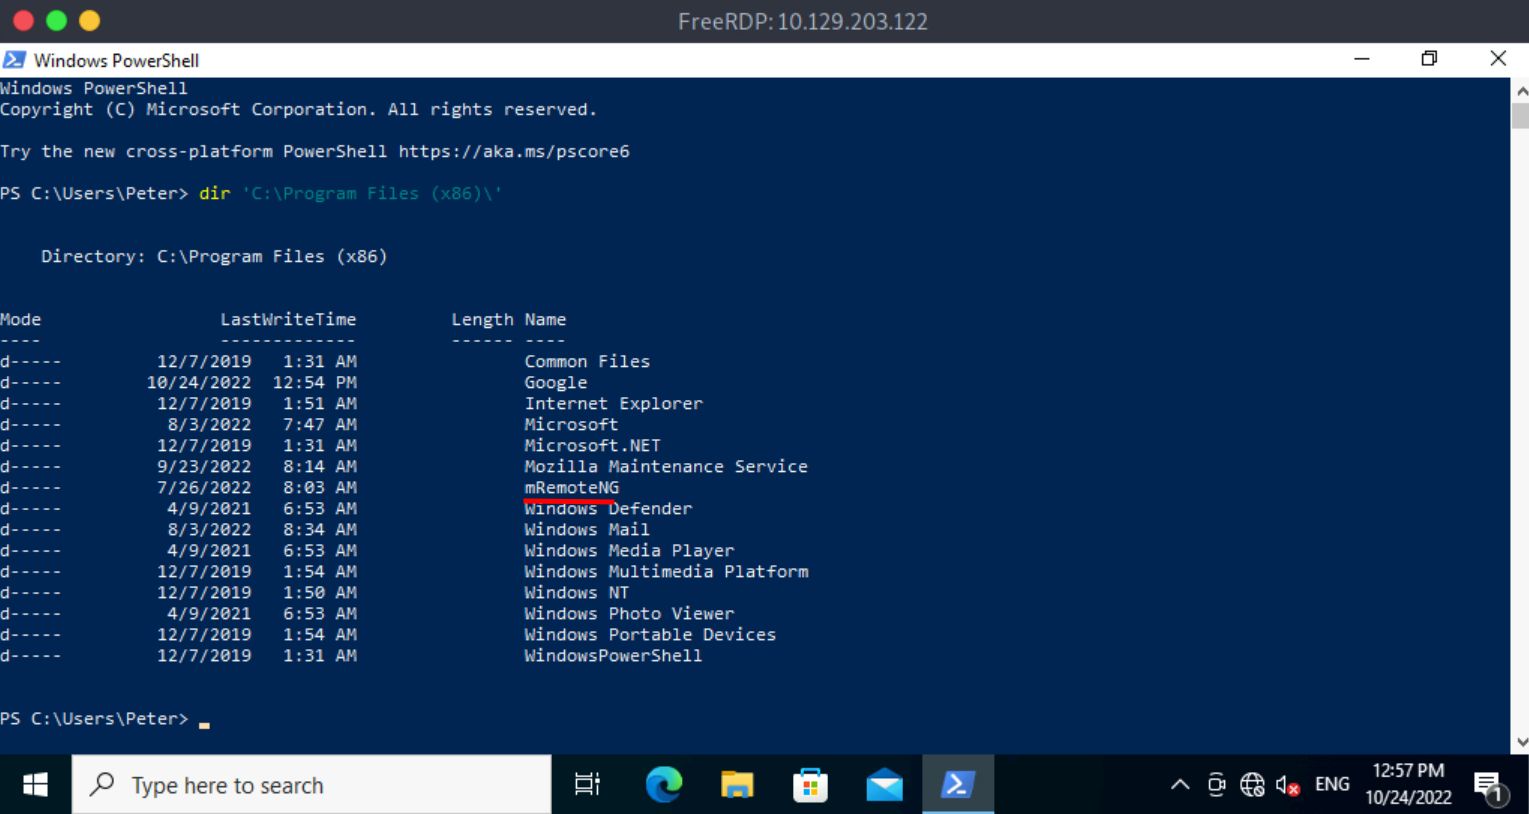 FreeRDP: 10.129.203.122
Windows PowerShell
Windows PowerShell
Copyright (C) Microsoft Corporation. All rights reserved.
Try the new cross-platform PowerShell https://aka.ms/pscore6
PS C:\Users\Peter> dir 'C:\Program Files (x86)\'
Directory: C:\Program Files (x86)
Mode LastWriteTime Length Name
---- ------------- ------ ----
d----- 12/7/2019 1:31 AM Common Files
d----- 10/24/2022 12:54 PM Google
d----- 12/7/2019 1:51 AM Internet Explorer
d----- 8/3/2022 7:47 AM Microsoft
d----- 12/7/2019 1:31 AM Microsoft.NET
d----- 9/23/2022 8:14 AM Mozilla Maintenance Service
d----- 7/26/2022 8:03 AM mRemoteNG
d----- 4/9/2021 6:53 AM Windows Defender
d----- 8/3/2022 8:34 AM Windows Mail
d----- 4/9/2021 6:53 AM Windows Media Player
d----- 12/7/2019 1:54 AM Windows Multimedia Platform
d----- 12/7/2019 1:50 AM Windows NT
d----- 4/9/2021 6:53 AM Windows Photo Viewer
d----- 12/7/2019 1:54 AM Windows Portable Devices
d----- 12/7/2019 1:31 AM WindowsPowerShell
PS C:\Users\Peter>
Type here to search
ENG
12:57 PM
10/24/2022
1